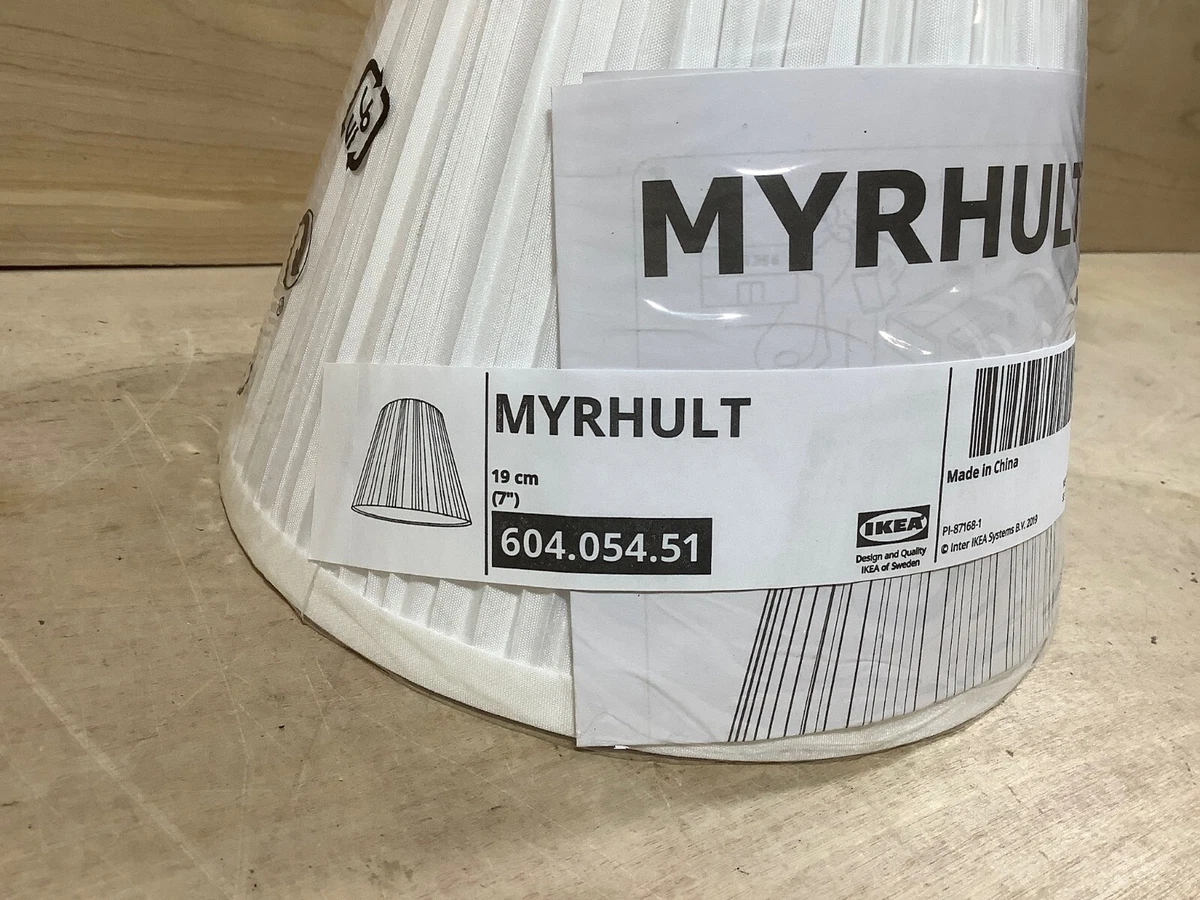 MYRHULT
MYRHULT
19 cm
(7")
604.054.51
IKEA
Design and Quality
IKEA of Sweden
Made in China
PI-87168-1
© Inter IKEA Systems B.V. 2019